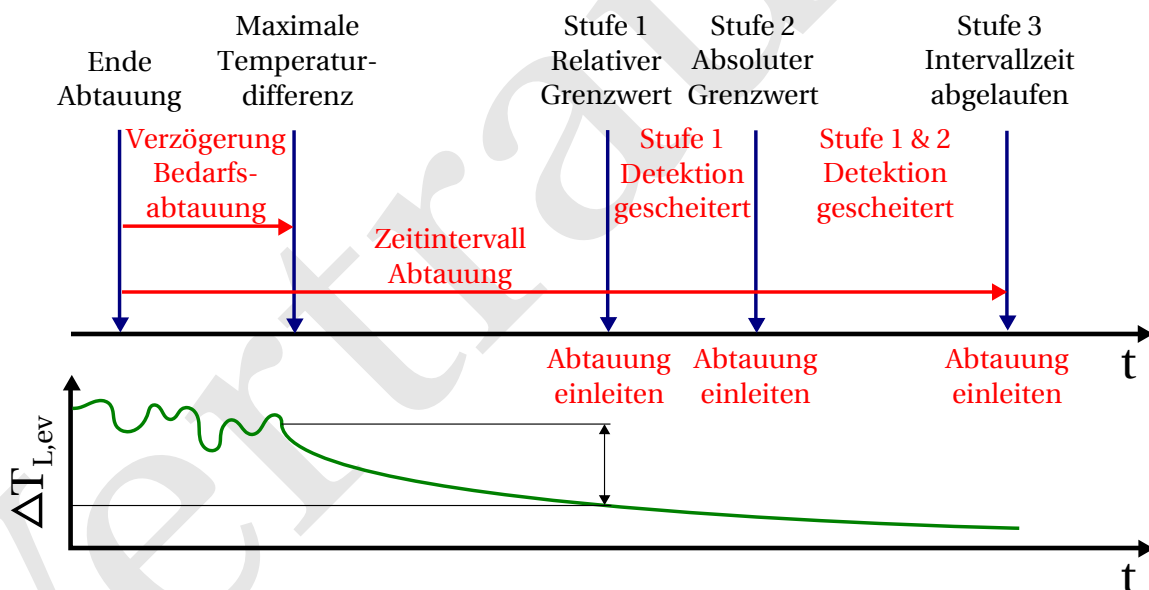 Ende
Abtauung
Maximale
Temperatur-
differenz
Stufe 1
Relativer
Grenzwert
Stufe 2
Absoluter
Grenzwert
Stufe 3
Intervallzeit
abgelaufen
Verzögerung
Bedarfs-
abtauung
Stufe 1
Detektion
gescheitert
Stufe 1 & 2
Detektion
gescheitert
Zeitintervall
Abtauung
t
Abtauung
einleiten
Abtauung
einleiten
Abtauung
einleiten
ΔT_L,ev
t